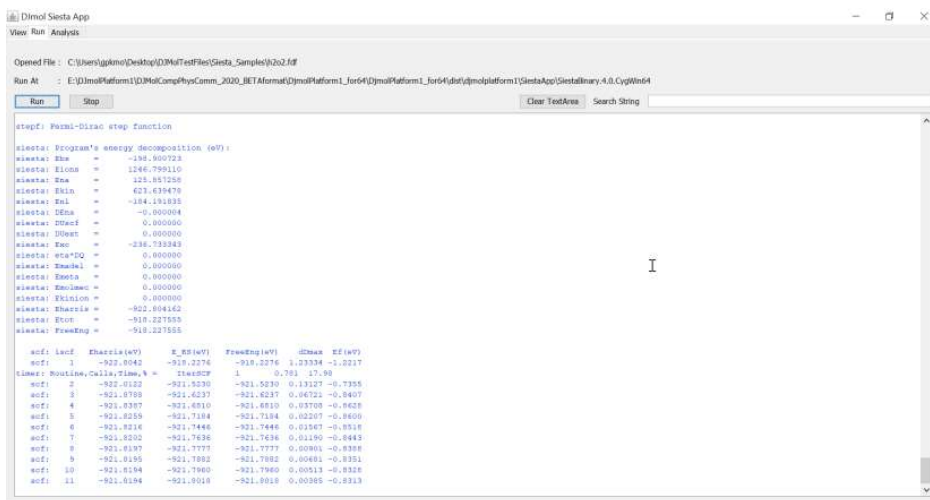 DJmol Siesta App
View Run Analysis
Opened File : C:\Users\gpkmo\Desktop\DJMolTestFiles\Siesta_Samples\h2o2.fdf
Run At : E:\DJmolPlatform1\DJMolCompPhysComm_2020_BETAformat\DjmolPlatform1_for64\DjmolPlatform1_for64\dist\djmolplatform1\SiestaApp\SiestaBinary.4.0.CygWin64
Run Stop Clear TextArea Search String
stepf: Fermi-Dirac step function
siesta: Program's energy decomposition (eV):
siesta: Ebs = -198.900723
siesta: Eions = 1246.799110
siesta: Ena = 125.857258
siesta: Ekin = 623.639478
siesta: Enl = -184.191835
siesta: DEna = -0.000004
siesta: DUscf = 0.000000
siesta: DUext = 0.000000
siesta: Exc = -236.733343
siesta: eta*DQ = 0.000000
siesta: Emadel = 0.000000
siesta: Emeta = 0.000000
siesta: Emolmec = 0.000000
siesta: Ekinion = 0.000000
siesta: Eharris = -922.804162
siesta: Etot = -918.227555
siesta: FreeEng = -918.227555
scf: iscf Eharris(eV) E_KS(eV) FreeEng(eV) dDmax Ef(eV)
scf: 1 -922.8042 -918.2276 -918.2276 1.23334 -1.2217
timer: Routine,Calls,Time,% = IterSCF 1 0.781 17.98
scf: 2 -922.0122 -921.5230 -921.5230 0.13127 -0.7355
scf: 3 -921.8788 -921.6237 -921.6237 0.06721 -0.8407
scf: 4 -921.8387 -921.6810 -921.6810 0.03708 -0.8628
scf: 5 -921.8259 -921.7184 -921.7184 0.02207 -0.8600
scf: 6 -921.8216 -921.7446 -921.7446 0.01567 -0.8518
scf: 7 -921.8202 -921.7636 -921.7636 0.01190 -0.8443
scf: 8 -921.8197 -921.7777 -921.7777 0.00901 -0.8388
scf: 9 -921.8195 -921.7882 -921.7882 0.00681 -0.8351
scf: 10 -921.8194 -921.7960 -921.7960 0.00513 -0.8328
scf: 11 -921.8194 -921.8018 -921.8018 0.00385 -0.8313